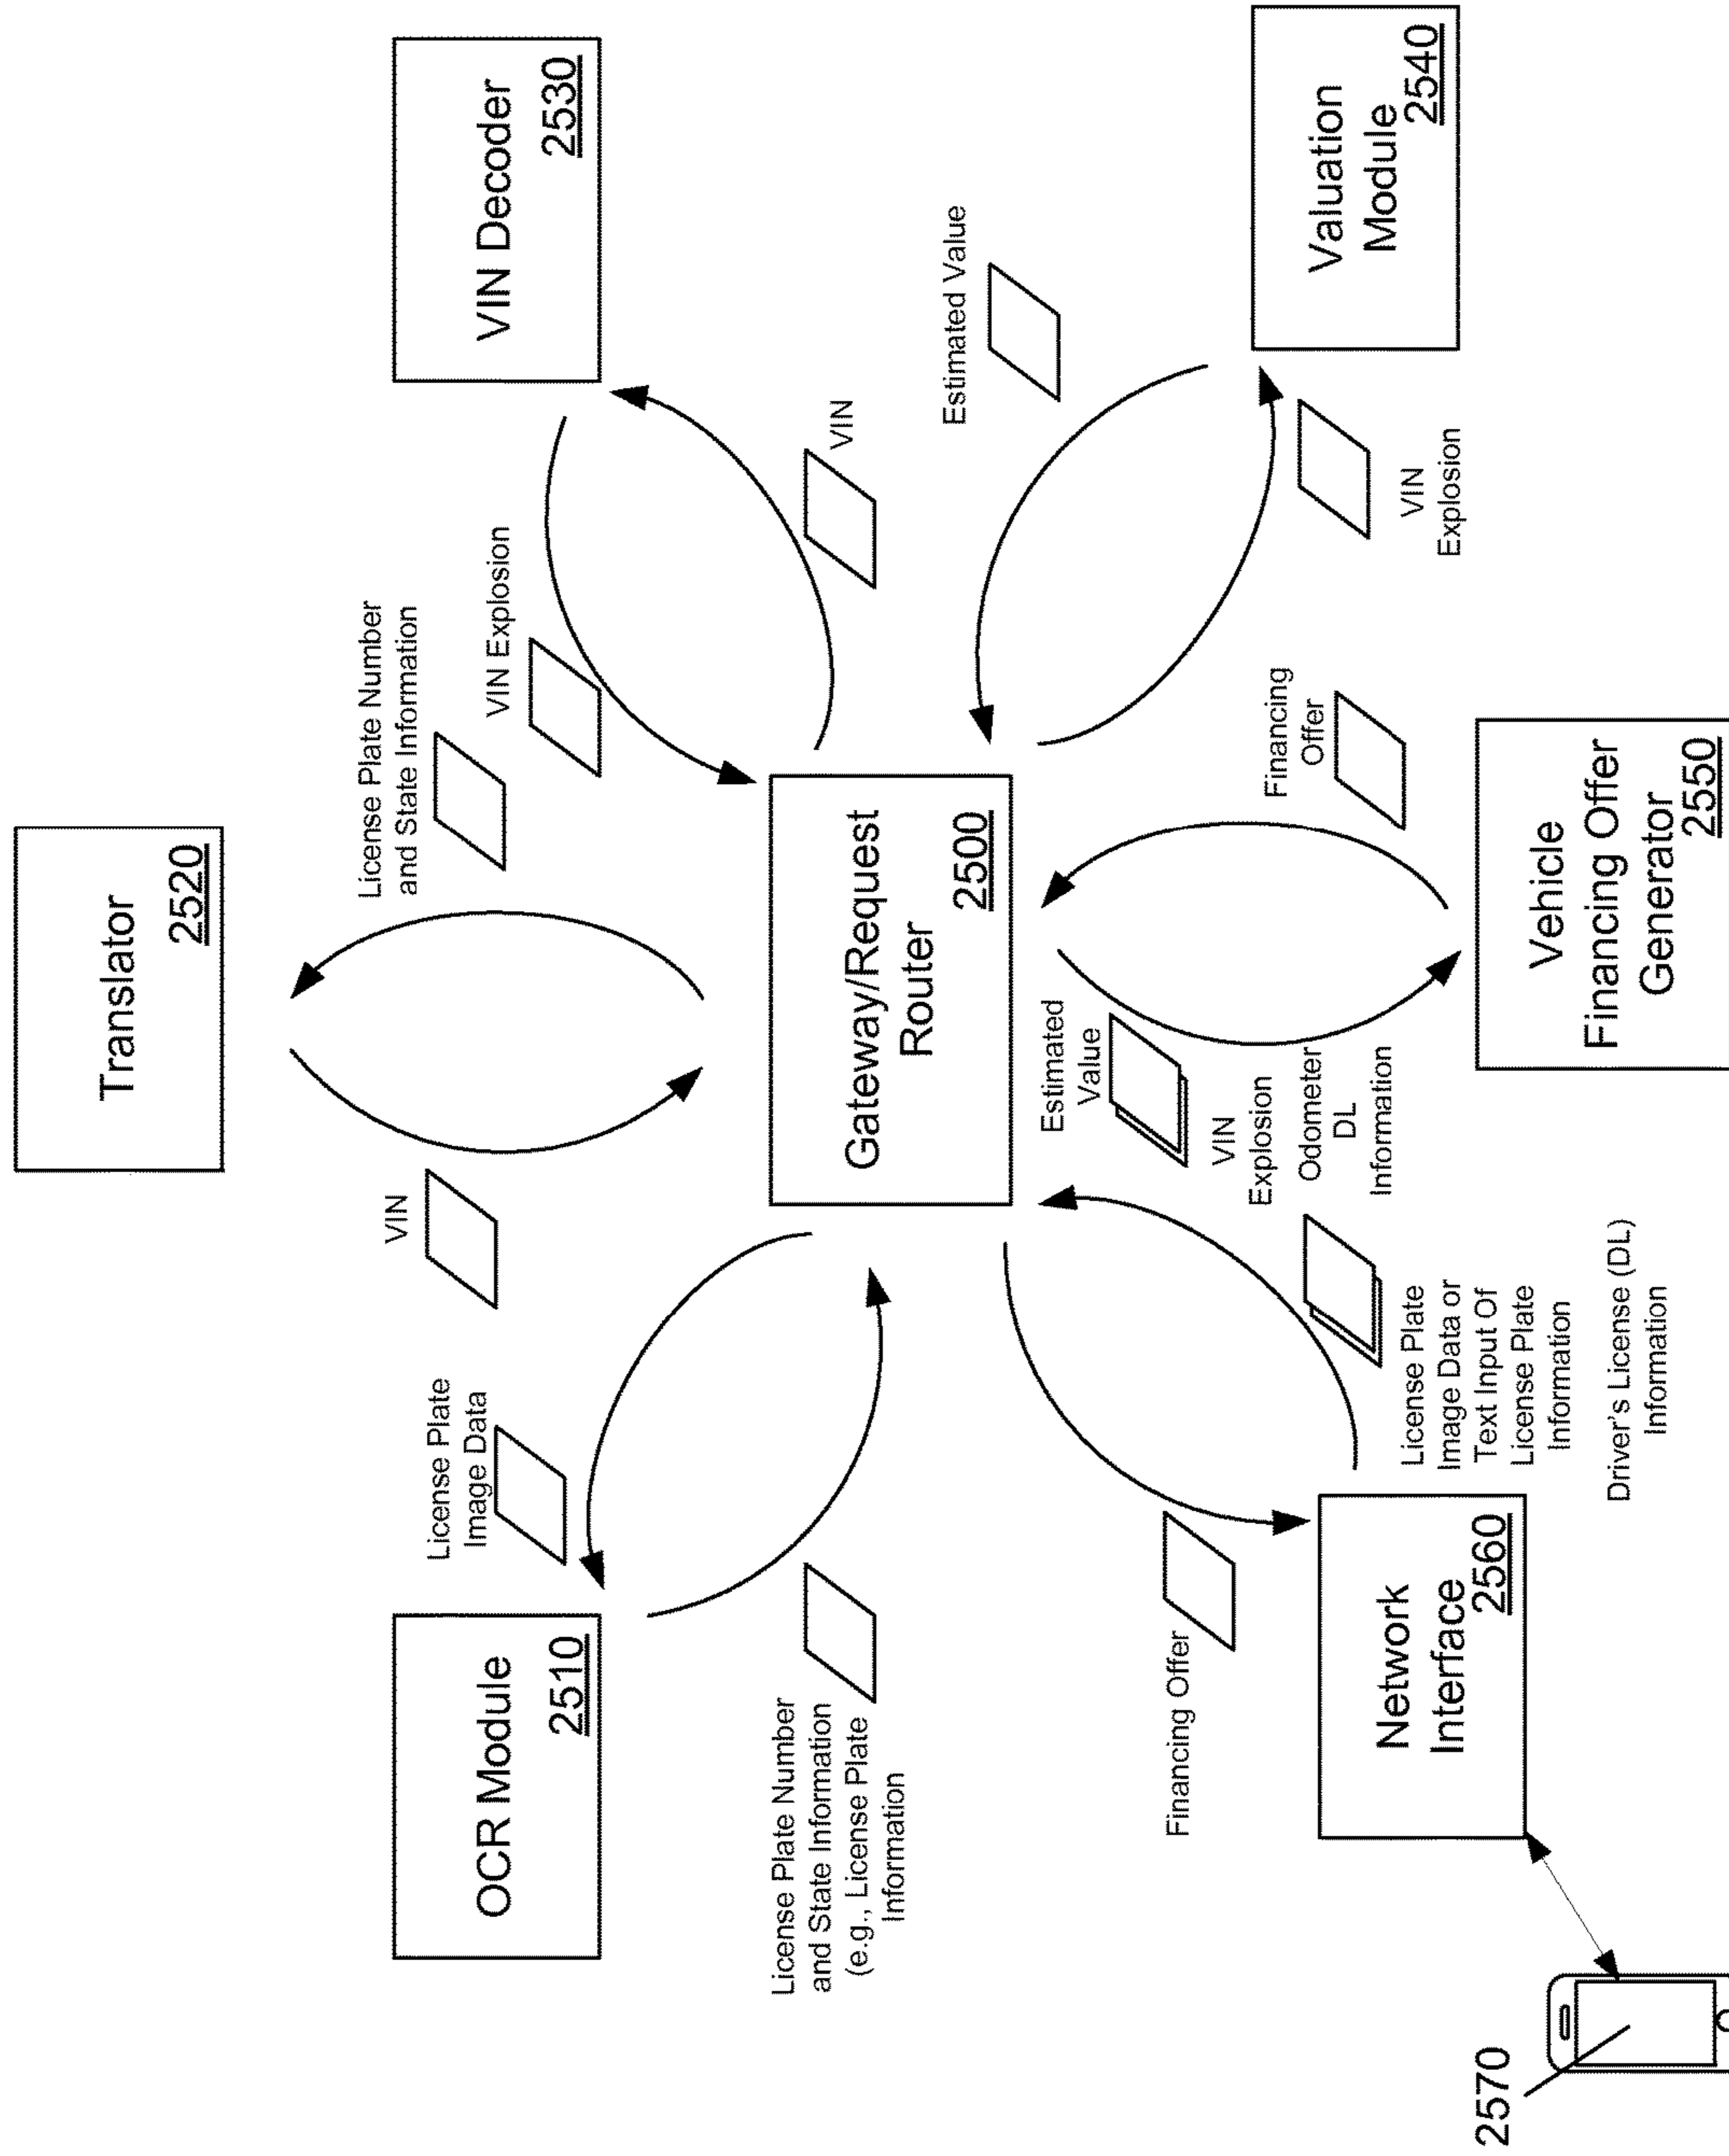 Translator
2520
OCR Module
2510
VIN Decoder
2530
License Plate
Image Data
VIN
License Plate Number
and State Information
VIN Explosion
VIN
License Plate Number
and State Information
(e.g., License Plate
Information
Gateway/Request
Router
2500
Estimated Value
Financing Offer
Estimated
Value
VIN
Explosion
Odometer
DL
Information
Financing
Offer
VIN
Explosion
Network
Interface
2560
License Plate
Image Data or
Text Input Of
License Plate
Information
Driver's License (DL)
Information
Vehicle
Financing Offer
Generator
2550
Valuation
Module
2540
2570